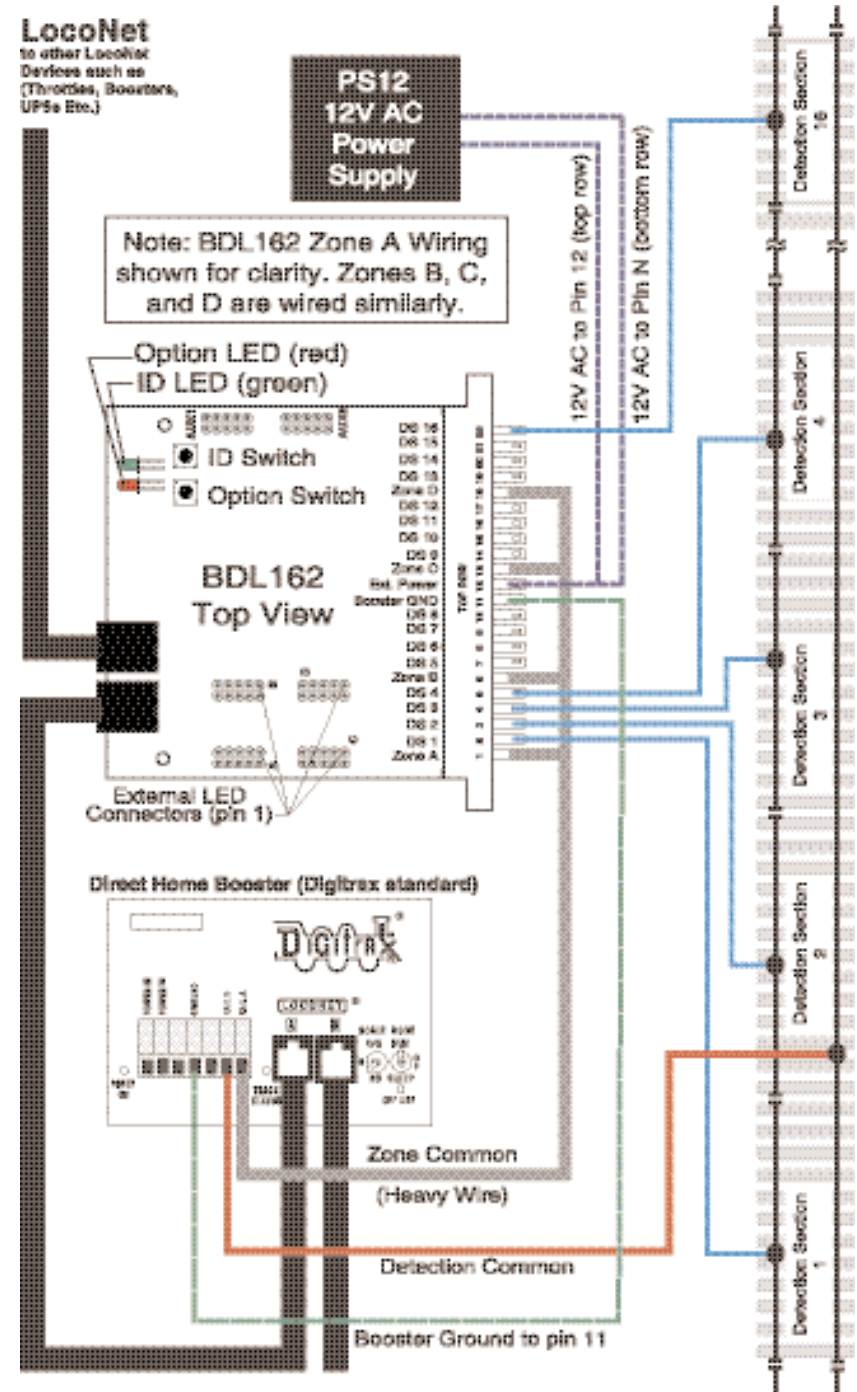 LocoNet
to other LocoNet
Devices such as
(Throttles, Boosters,
UPSs Etc.)
PS12
12V AC
Power
Supply
Note: BDL162 Zone A Wiring
shown for clarity. Zones B, C,
and D are wired similarly.
12V AC to Pin 12 (top row)
12V AC to Pin N (bottom row)
Option LED (red)
ID LED (green)
ID Switch
Option Switch
BDL162
Top View
DS 16
DS 15
DS 14
DS 13
Zone D
DS 12
DS 11
DS 10
DS 9
Zone C
Ext. Power
Booster GND
DS 8
DS 7
DS 6
DS 5
Zone B
DS 4
DS 3
DS 2
DS 1
Zone A
External LED
Connectors (pin 1)
Direct Home Booster (Digitrax standard)
DIGITRAX
LOCONET
Zone Common
(Heavy Wire)
Detection Common
Booster Ground to pin 11
Detection Section
16
Detection Section
4
Detection Section
3
Detection Section
2
Detection Section
1